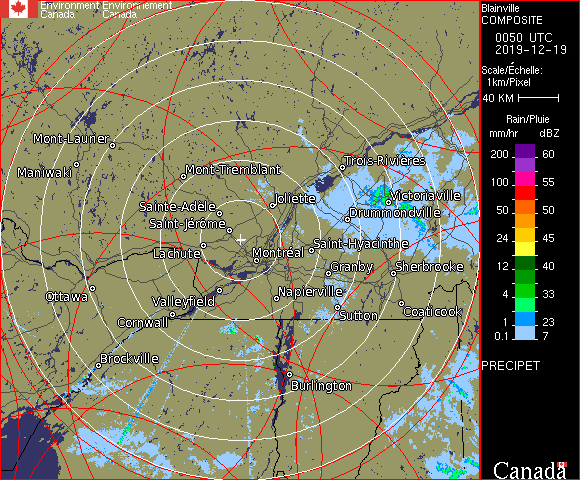 Environment Environnement
Canada Canada
Blainville
COMPOSITE
0050 UTC
2019-12-19
Scale/Échelle:
1km/Pixel
40 KM
Rain/Pluie
mm/hr dBZ
200 60
150 57
100 55
50 50
24 45
12 40
4 33
1 23
0.1 7
PRECIPET
Canada
Mont-Laurier
Maniwaki
Mont-Tremblant
Trois-Rivières
Sainte-Adèle
Joliette
Victoriaville
Saint-Jérôme
Drummondville
Lachute
Montréal
Saint-Hyacinthe
Granby
Sherbrooke
Ottawa
Valleyfield
Napierville
Cornwall
Sutton
Coaticook
Brockville
Burlington